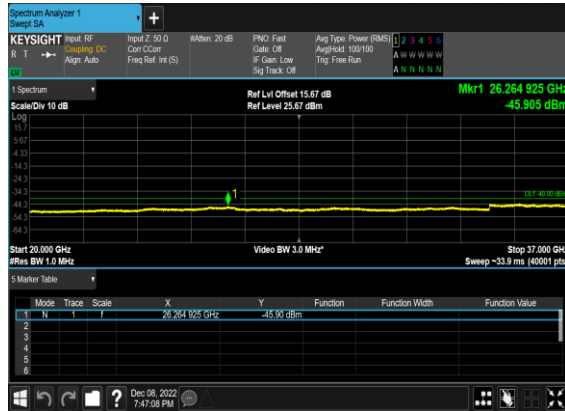 Spectrum Analyzer 1
Swept SA
+
KEYSIGHT Input: RF Input Z: 50 Ω #Atten: 20 dB PNO: Fast Avg Type: Power (RMS) 1 2 3 4 5 6
R T Coupling: DC Corr CCorr Gate: Off Avg|Hold: 100/100 A W W W W W
Align: Auto Freq Ref: Int (S) IF Gain: Low Trig: Free Run
LW Sig Track: Off A N N N N N
1 Spectrum Ref Lvl Offset 15.67 dB Mkr1 26.264 925 GHz
Scale/Div 10 dB Ref Level 25.67 dBm -45.905 dBm
Log
15.7
5.67
-4.33
-14.3
-24.3
-34.3 1 DL1 -40.00 dBm
-44.3
-54.3
-64.3
Start 20.000 GHz Video BW 3.0 MHz* Stop 37.000 GHz
#Res BW 1.0 MHz Sweep ~33.9 ms (40001 pts)
5 Marker Table
Mode Trace Scale X Y Function Function Width Function Value
1 N 1 f 26.264 925 GHz -45.90 dBm
2
3
4
5
6
? Dec 08, 2022
7:47:08 PM